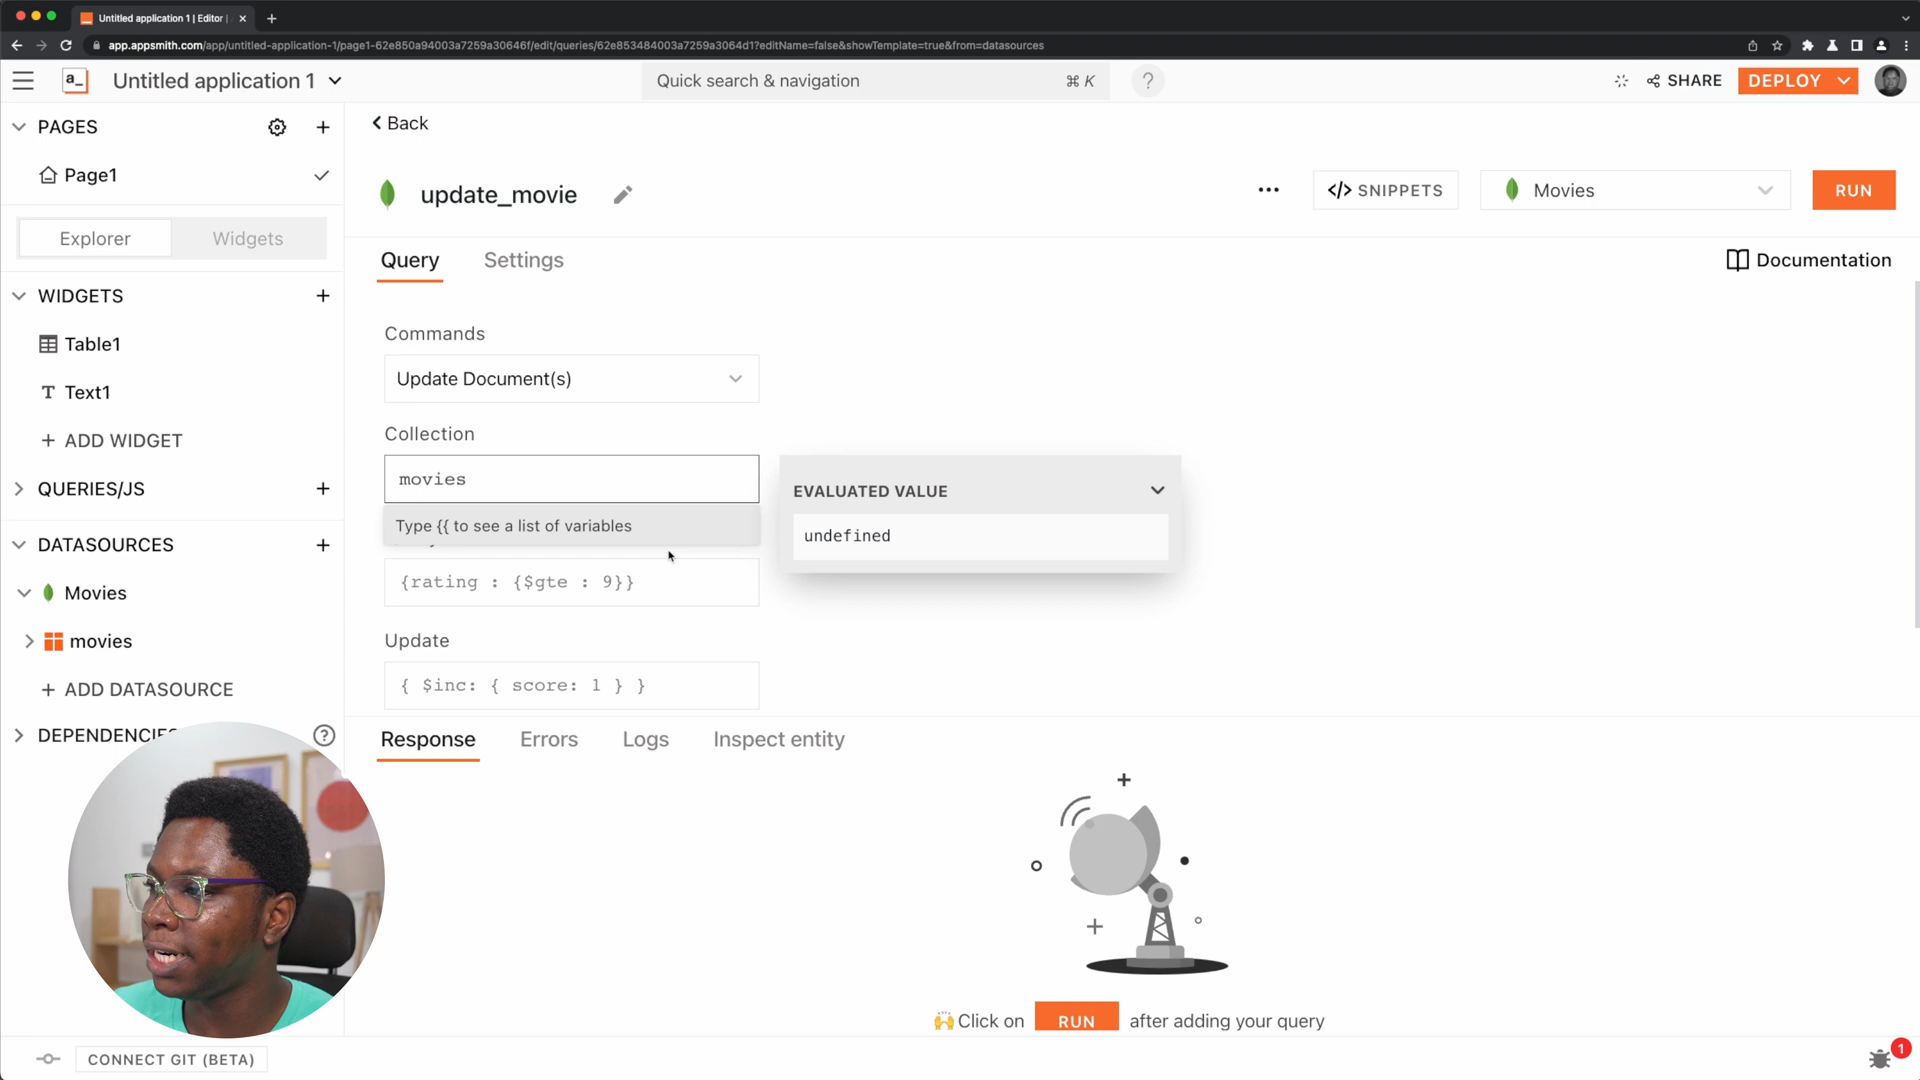 Untitled application 1 | Editor |
app.appsmith.com/app/untitled-application-1/page1-62e850a94003a7259a30646f/edit/queries/62e853484003a7259a3064d1?editName=false&showTemplate=true&from=datasources
a_
Untitled application 1
Quick search & navigation
⌘ K
?
SHARE
DEPLOY
PAGES
Page1
Explorer
Widgets
WIDGETS
Table1
Text1
+ ADD WIDGET
QUERIES/JS
DATASOURCES
Movies
movies
+ ADD DATASOURCE
?
Back
update_movie
</> SNIPPETS
Movies
RUN
Query
Settings
Documentation
Commands
Update Document(s)
Collection
movies
Type {{ to see a list of variables
EVALUATED VALUE
undefined
{rating : {$gte : 9}}
Update
{ $inc: { score: 1 } }
Response
Errors
Logs
Inspect entity
🙌 Click on RUN after adding your query
CONNECT GIT (BETA)
1